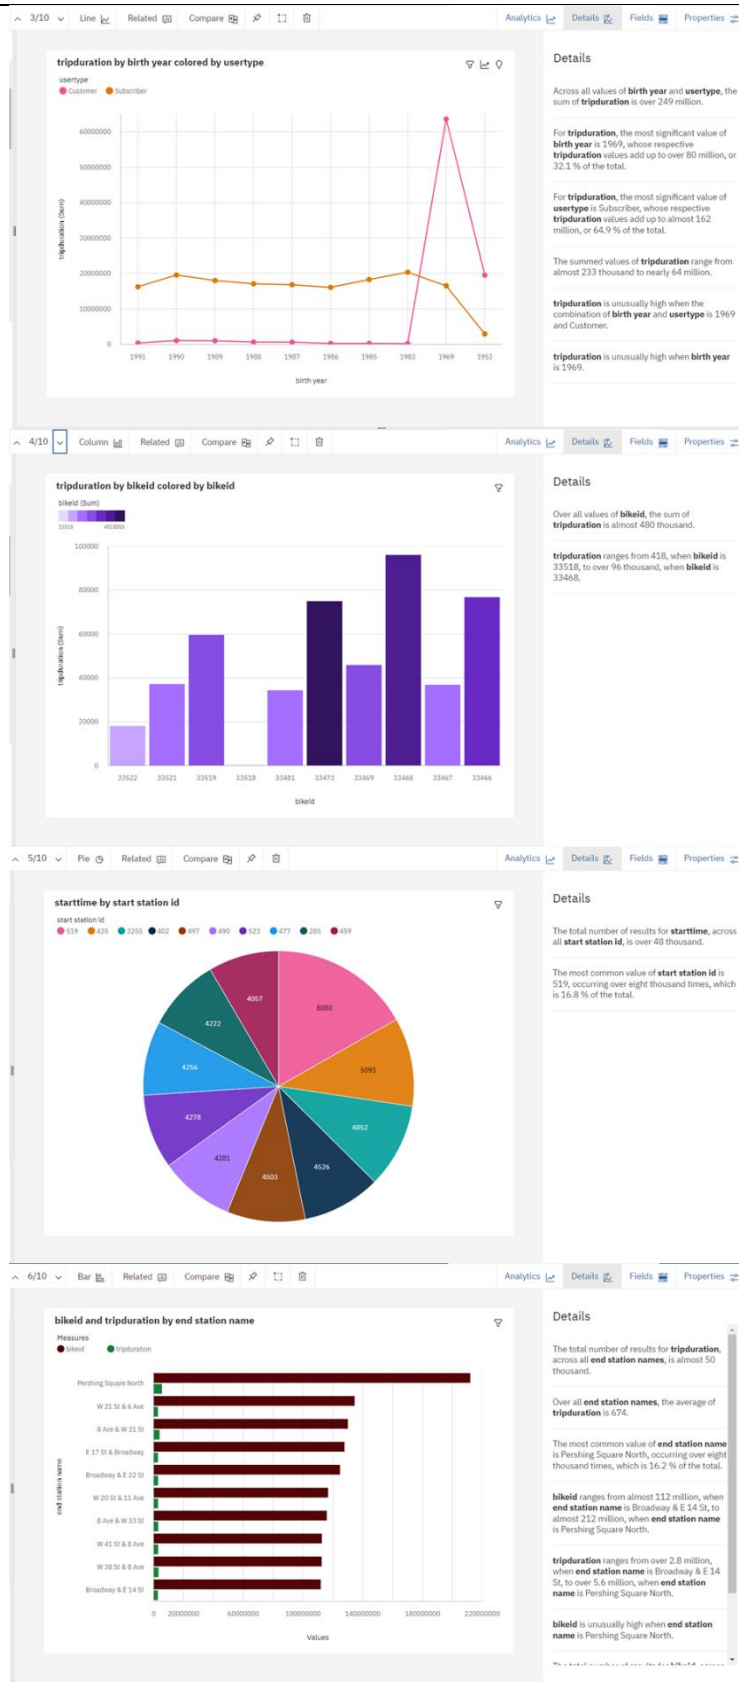 3/10 Line Related Compare Analytics Details Fields Properties
tripduration by birth year colored by usertype
usertype
Customer Subscriber
60000000
50000000
40000000
30000000
20000000
10000000
0
tripduration (Sum)
1991 1990 1989 1988 1987 1986 1985 1983 1969 1953
birth year
Details
Across all values of birth year and usertype, the
sum of tripduration is over 249 million.
For tripduration, the most significant value of
birth year is 1969, whose respective
tripduration values add up to over 80 million, or
32.1 % of the total.
For tripduration, the most significant value of
usertype is Subscriber, whose respective
tripduration values add up to almost 162
million, or 64.9 % of the total.
The summed values of tripduration range from
almost 233 thousand to nearly 64 million.
tripduration is unusually high when the
combination of birth year and usertype is 1969
and Customer.
tripduration is unusually high when birth year
is 1969.
4/10 Column Related Compare Analytics Details Fields Properties
tripduration by bikeid colored by bikeid
bikeid (Sum)
33518
100000
80000
60000
40000
20000
0
tripduration (Sum)
33522 33521 33519 33518 33481 33473 33469 33468 33467 33466
bikeid
Details
Over all values of bikeid, the sum of
tripduration is almost 480 thousand.
tripduration ranges from 418, when bikeid is
33518, to over 96 thousand, when bikeid is
33468.
5/10 Pie Related Compare Analytics Details Fields Properties
starttime by start station id
start station id
519 435 3255 402 497 490 523 477 285 459
4057 8080
4222
4256 5093
4278 4852
4281 4526
4503
Details
The total number of results for starttime, across
all start station id, is over 48 thousand.
The most common value of start station id is
519, occurring over eight thousand times, which
is 16.8 % of the total.
6/10 Bar Related Compare Analytics Details Fields Properties
bikeid and tripduration by end station name
Measures
bikeid tripduration
end station name
Pershing Square North
W 21 St & 6 Ave
8 Ave & W 31 St
E 17 St & Broadway
Broadway & E 22 St
W 20 St & 11 Ave
8 Ave & W 33 St
W 41 St & 8 Ave
W 38 St & 8 Ave
Broadway & E 14 St
0 20000000 60000000 100000000 140000000 180000000 220000000
Values
Details
The total number of results for tripduration,
across all end station names, is almost 50
thousand.
Over all end station names, the average of
tripduration is 674.
The most common value of end station name
is Pershing Square North, occurring over eight
thousand times, which is 16.2 % of the total.
bikeid ranges from almost 112 million, when
end station name is Broadway & E 14 St, to
almost 212 million, when end station name
is Pershing Square North.
tripduration ranges from over 2.8 million,
when end station name is Broadway & E 14
St, to over 5.6 million, when end station
name is Pershing Square North.
bikeid is unusually high when end station
name is Pershing Square North.